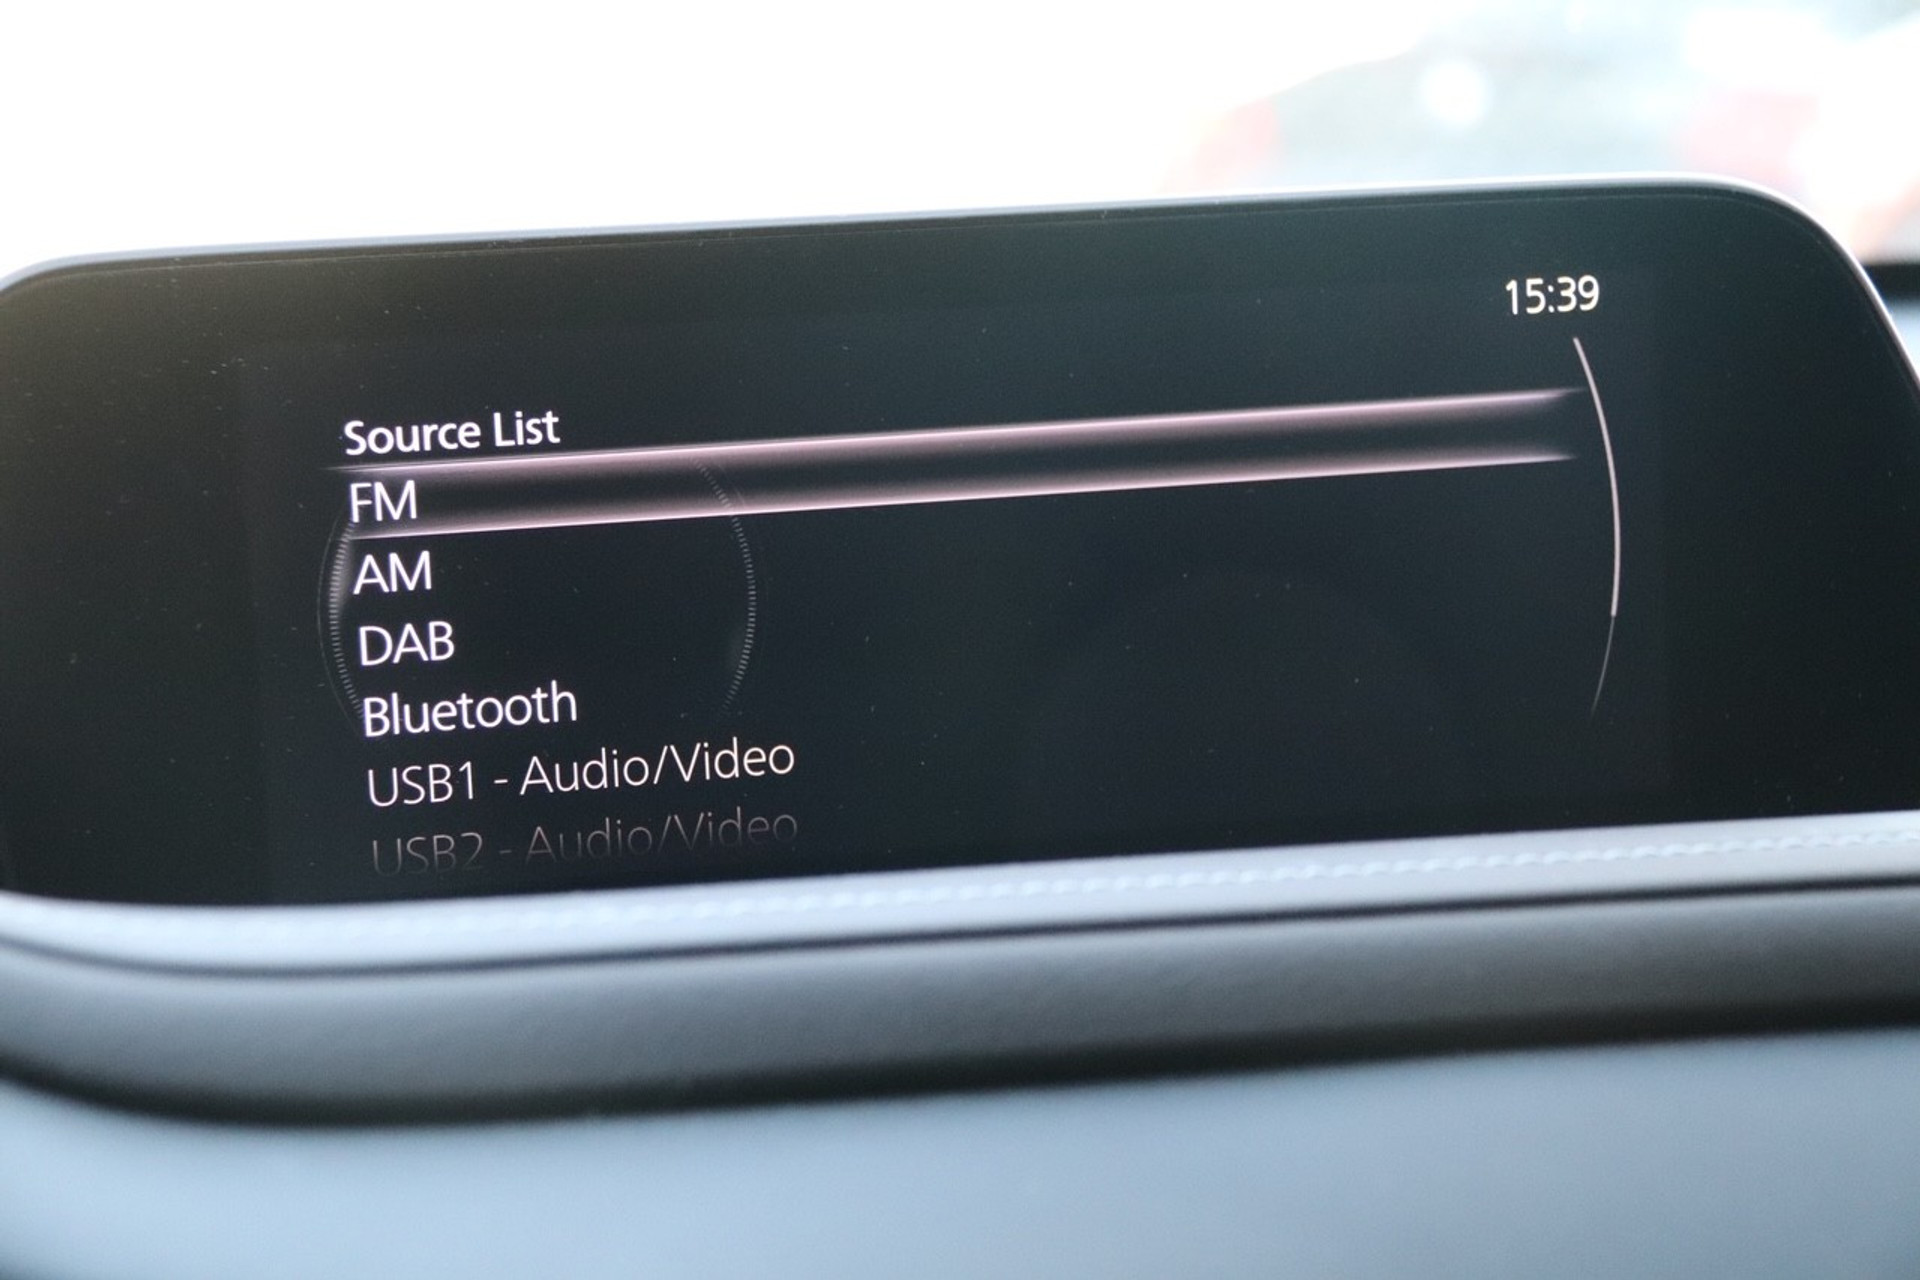 15:39
Source List
FM
AM
DAB
Bluetooth
USB1 - Audio/Video
USB2 - Audio/Video